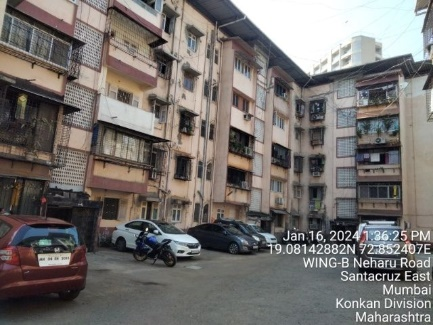 Jan 16, 2024 1:36:25 PM
19.08142882N 72.852407E
WING-B Neharu Road
Santacruz East
Mumbai
Konkan Division
Maharashtra